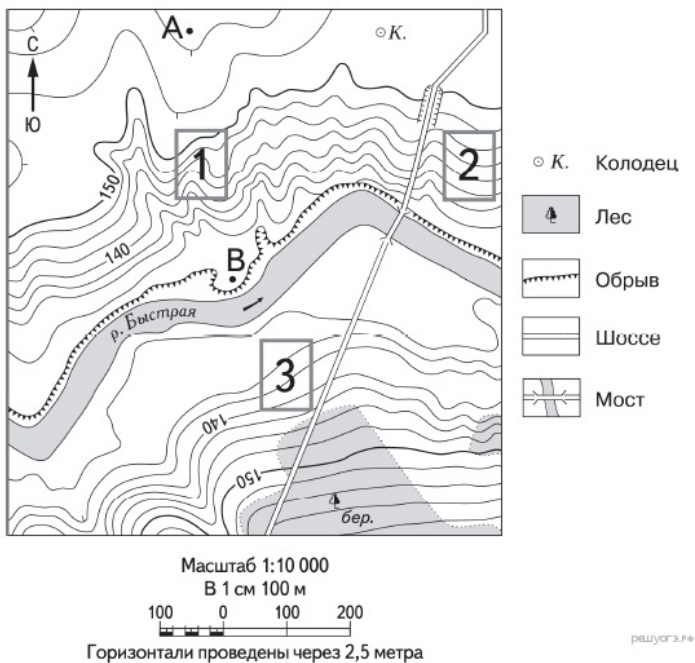 А
К.
С
Ю
1
2
150
140
В
р. Быстрая
3
140
150
бер.
К. Колодец
Лес
Обрыв
Шоссе
Мост
Масштаб 1:10 000
В 1 см 100 м
100 0 100 200
Горизонтали проведены через 2,5 метра
решуогэ.рф